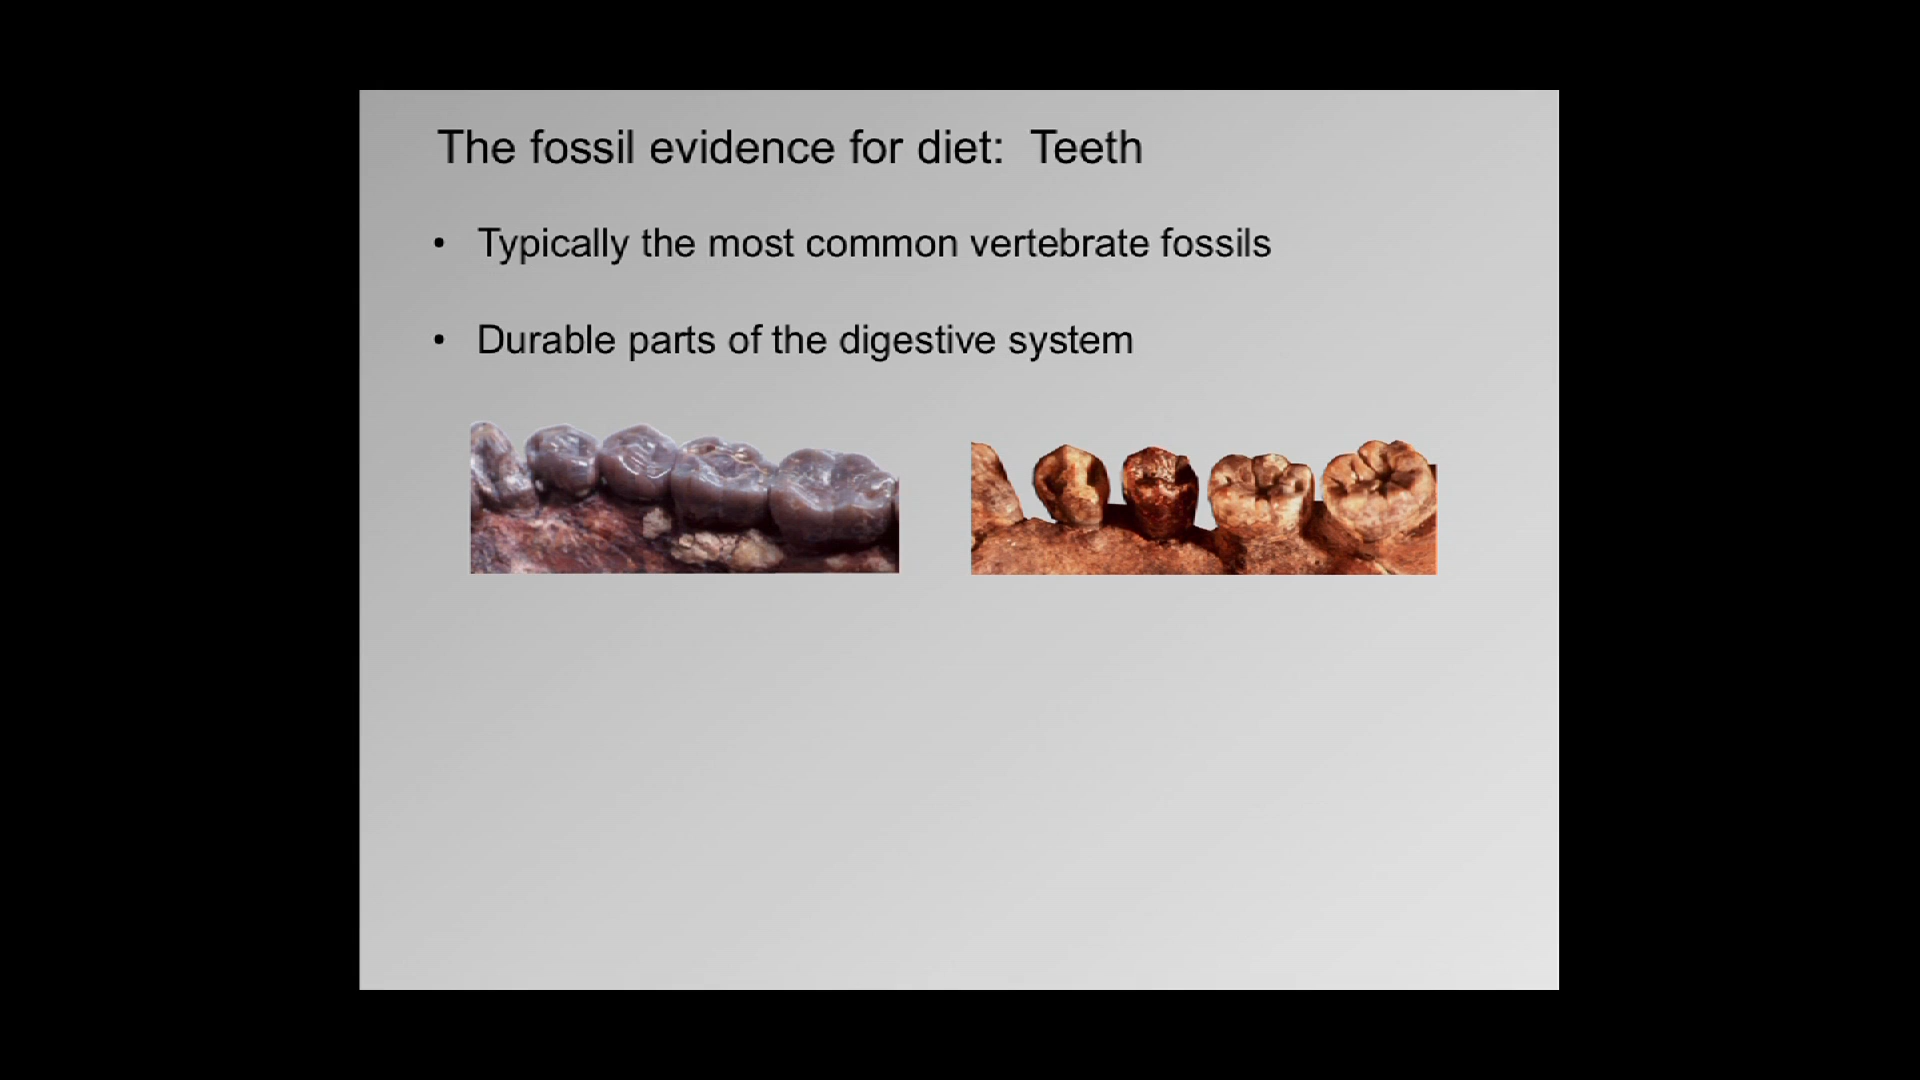 The fossil evidence for diet: Teeth
• Typically the most common vertebrate fossils
• Durable parts of the digestive system